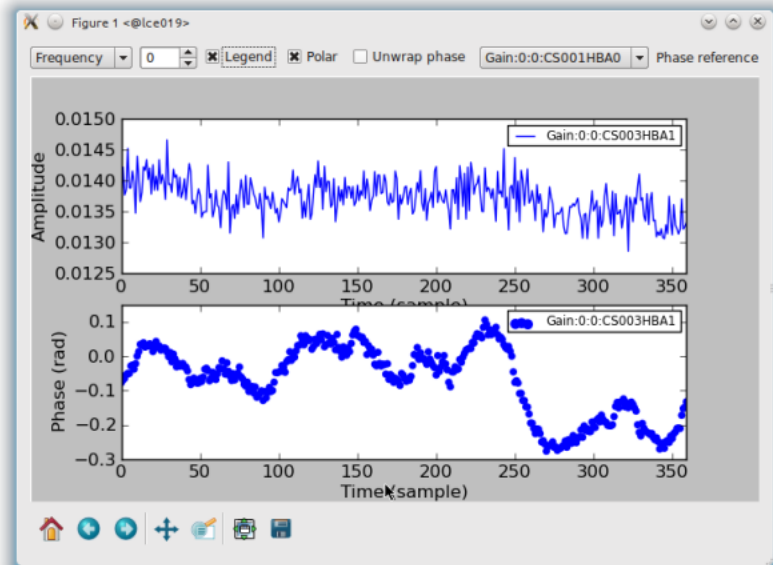 Figure 1 <@lce019>
Frequency 0 Legend Polar Unwrap phase Gain:0:0:CS001HBA0 Phase reference
0.0150
0.0145
0.0140
0.0135
0.0130
0.0125
Amplitude
Gain:0:0:CS003HBA1
0 50 100 150 200 250 300 350
Time (sample)
0.1
0.0
−0.1
−0.2
−0.3
Phase (rad)
Gain:0:0:CS003HBA1
0 50 100 150 200 250 300 350
Time (sample)